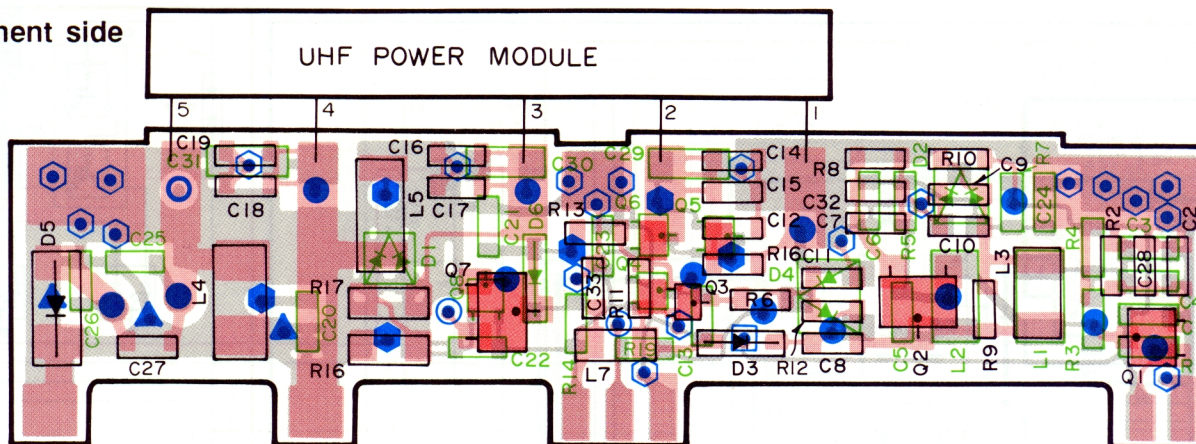 nent side
UHF POWER MODULE
5 4 3 2 1
C19 C31 C16 C30 C29 C14 R8 D2 R10 C9 R7
C18 L5 C17 C21 D6 R13 C6 Q5 C15 C32 C7 C24 R2 C3 C2
D5 C25 D1 C12 C6 R5 C10 R4
L4 Q7 Q8 R16 D4 C11 L3 C28
C26 C20 R17 C33 R11 Q3 R6
C27 R16 C22 R14 L7 R19 C13 D3 R12 C8 C5 Q2 L2 R9 L1 R3 Q1